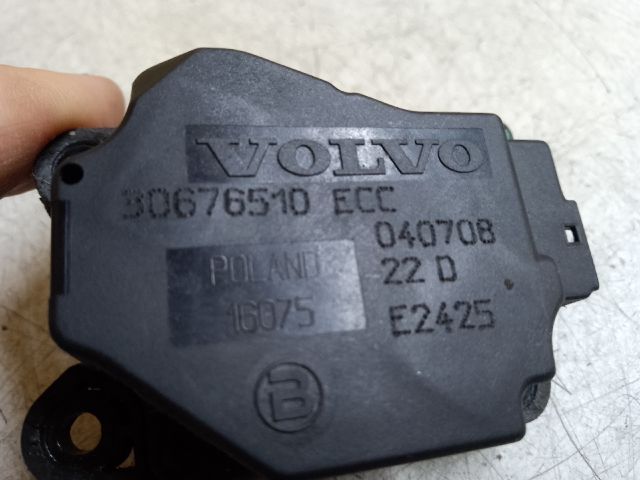 VOLVO
30676510 ECC
040708
POLAND 22 D
16075 E2425
B